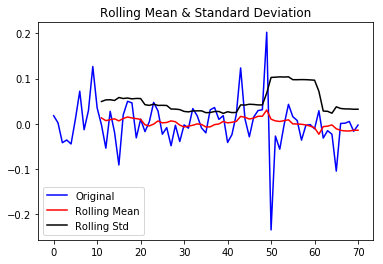 Rolling Mean & Standard Deviation
0.2
0.1
0.0
−0.1
−0.2
Original
Rolling Mean
Rolling Std
0 10 20 30 40 50 60 70